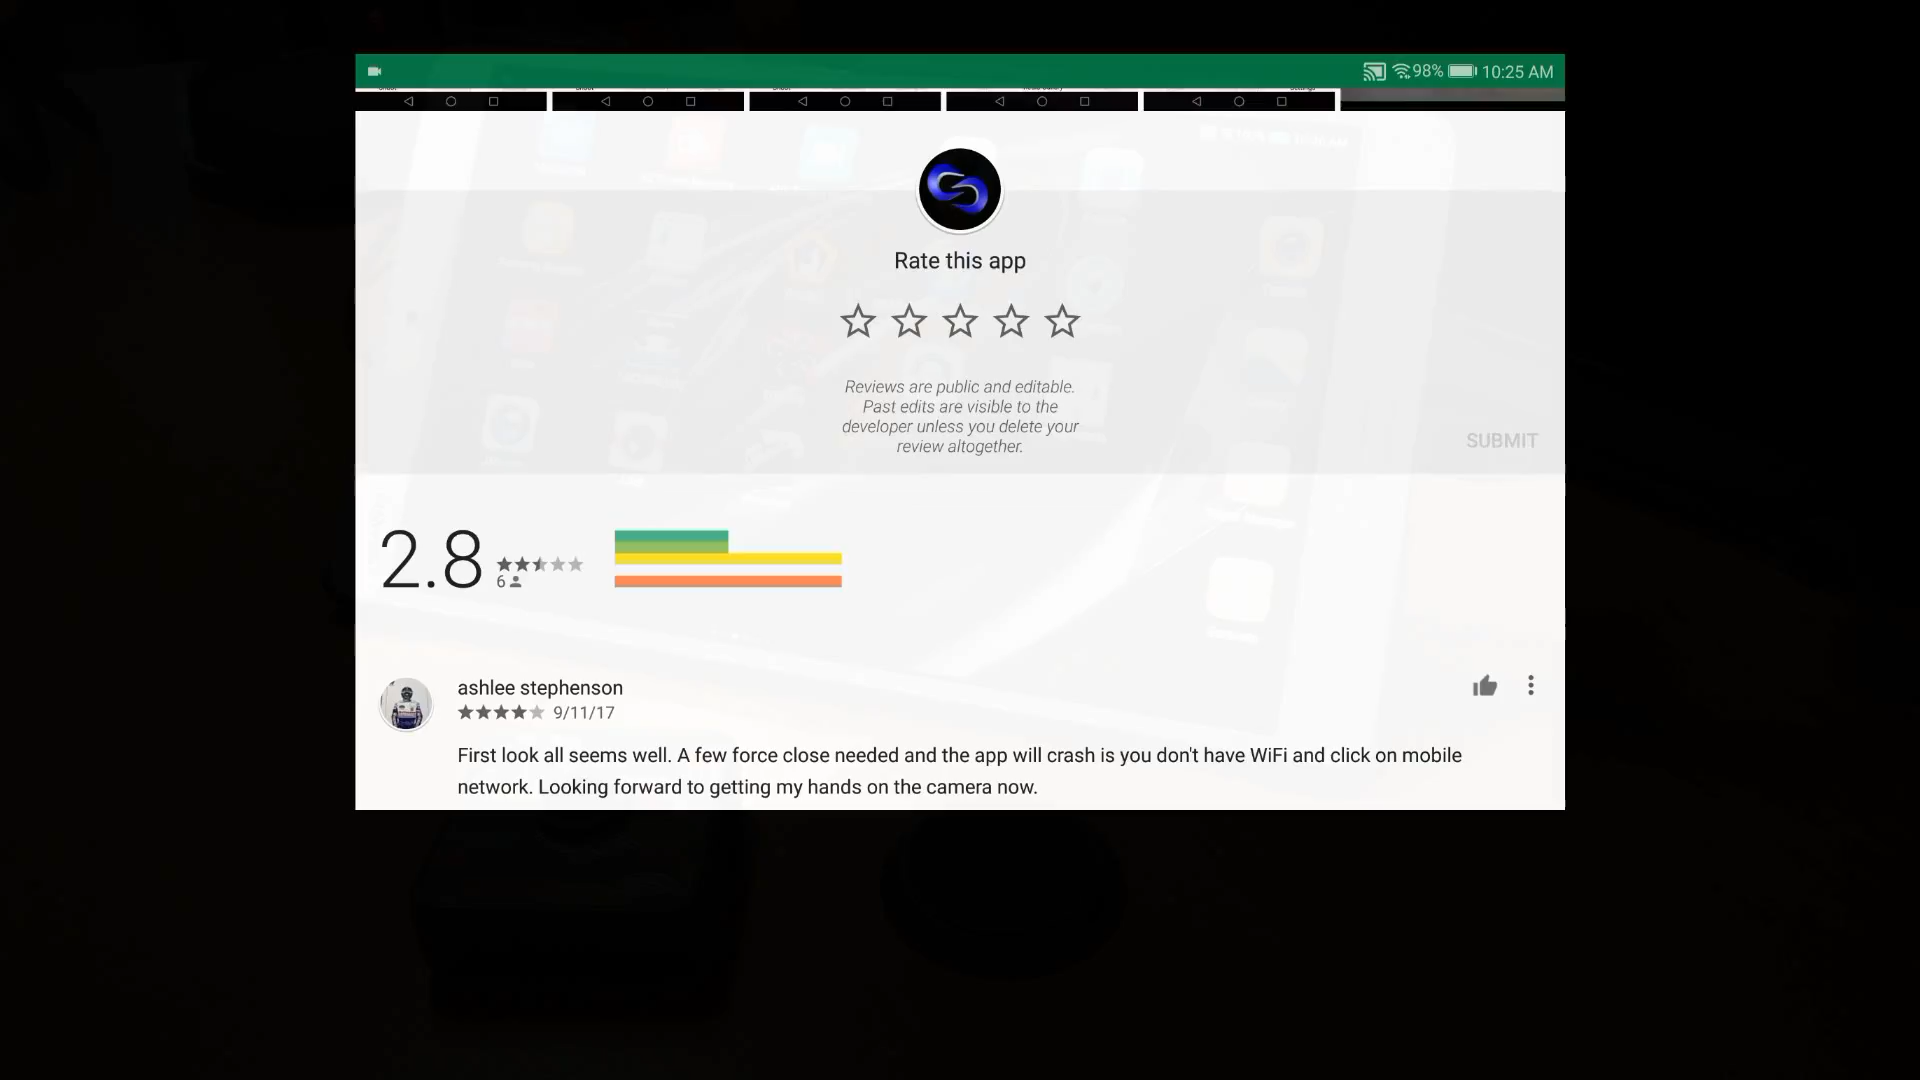 98% 10:25 AM
Rate this app
Reviews are public and editable.
Past edits are visible to the
developer unless you delete your
review altogether.
SUBMIT
2.8
6
ashlee stephenson
9/11/17
First look all seems well. A few force close needed and the app will crash is you don't have WiFi and click on mobile
network. Looking forward to getting my hands on the camera now.